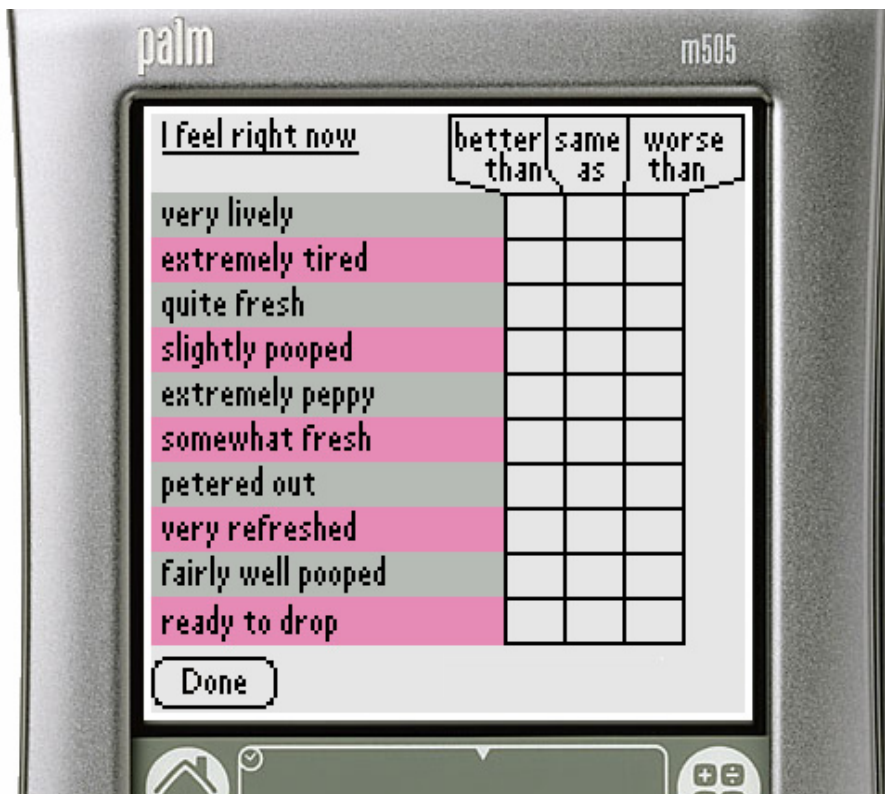 palm
m505
I feel right now
better than
same as
worse than
very lively
extremely tired
quite fresh
slightly pooped
extremely peppy
somewhat fresh
petered out
very refreshed
fairly well pooped
ready to drop
Done